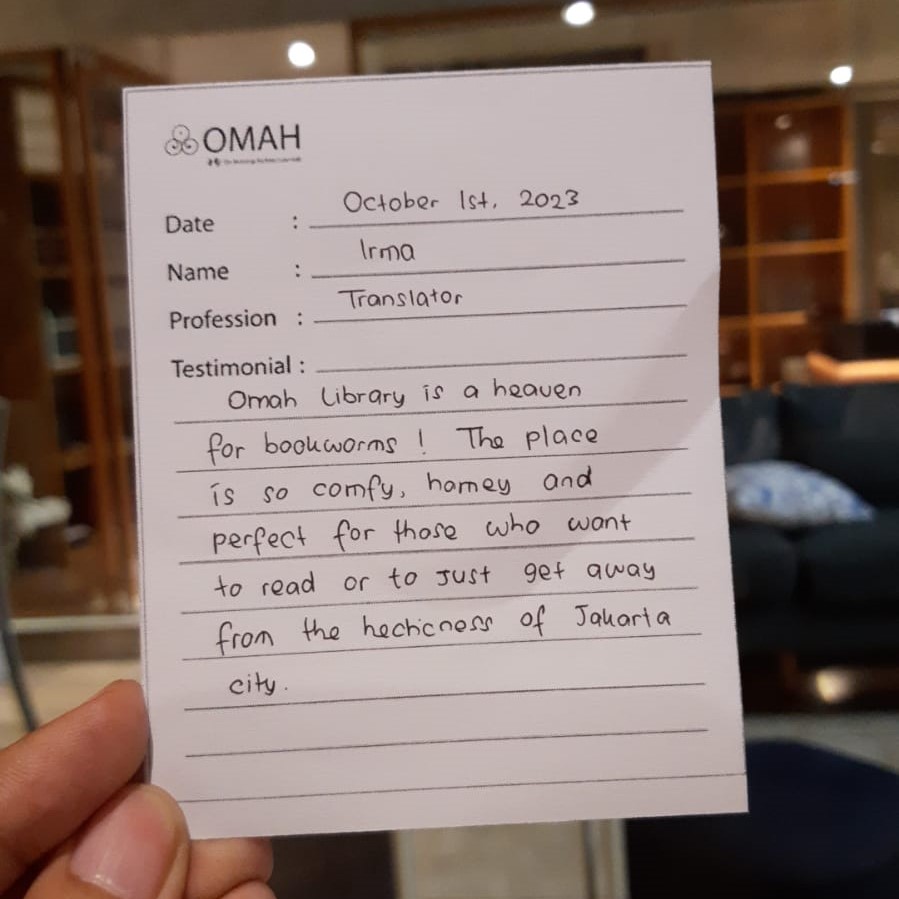 OMAH
Date : October 1st, 2023
Name : Irma
Profession : Translator
Testimonial :
Omah Library is a heaven
for bookworms ! The place
is so comfy, homey and
perfect for those who want
to read or to just get away
from the hecticness of Jakarta
city.